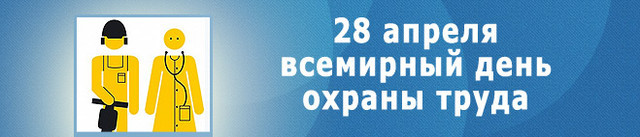 28 апреля
всемирный день
охраны труда